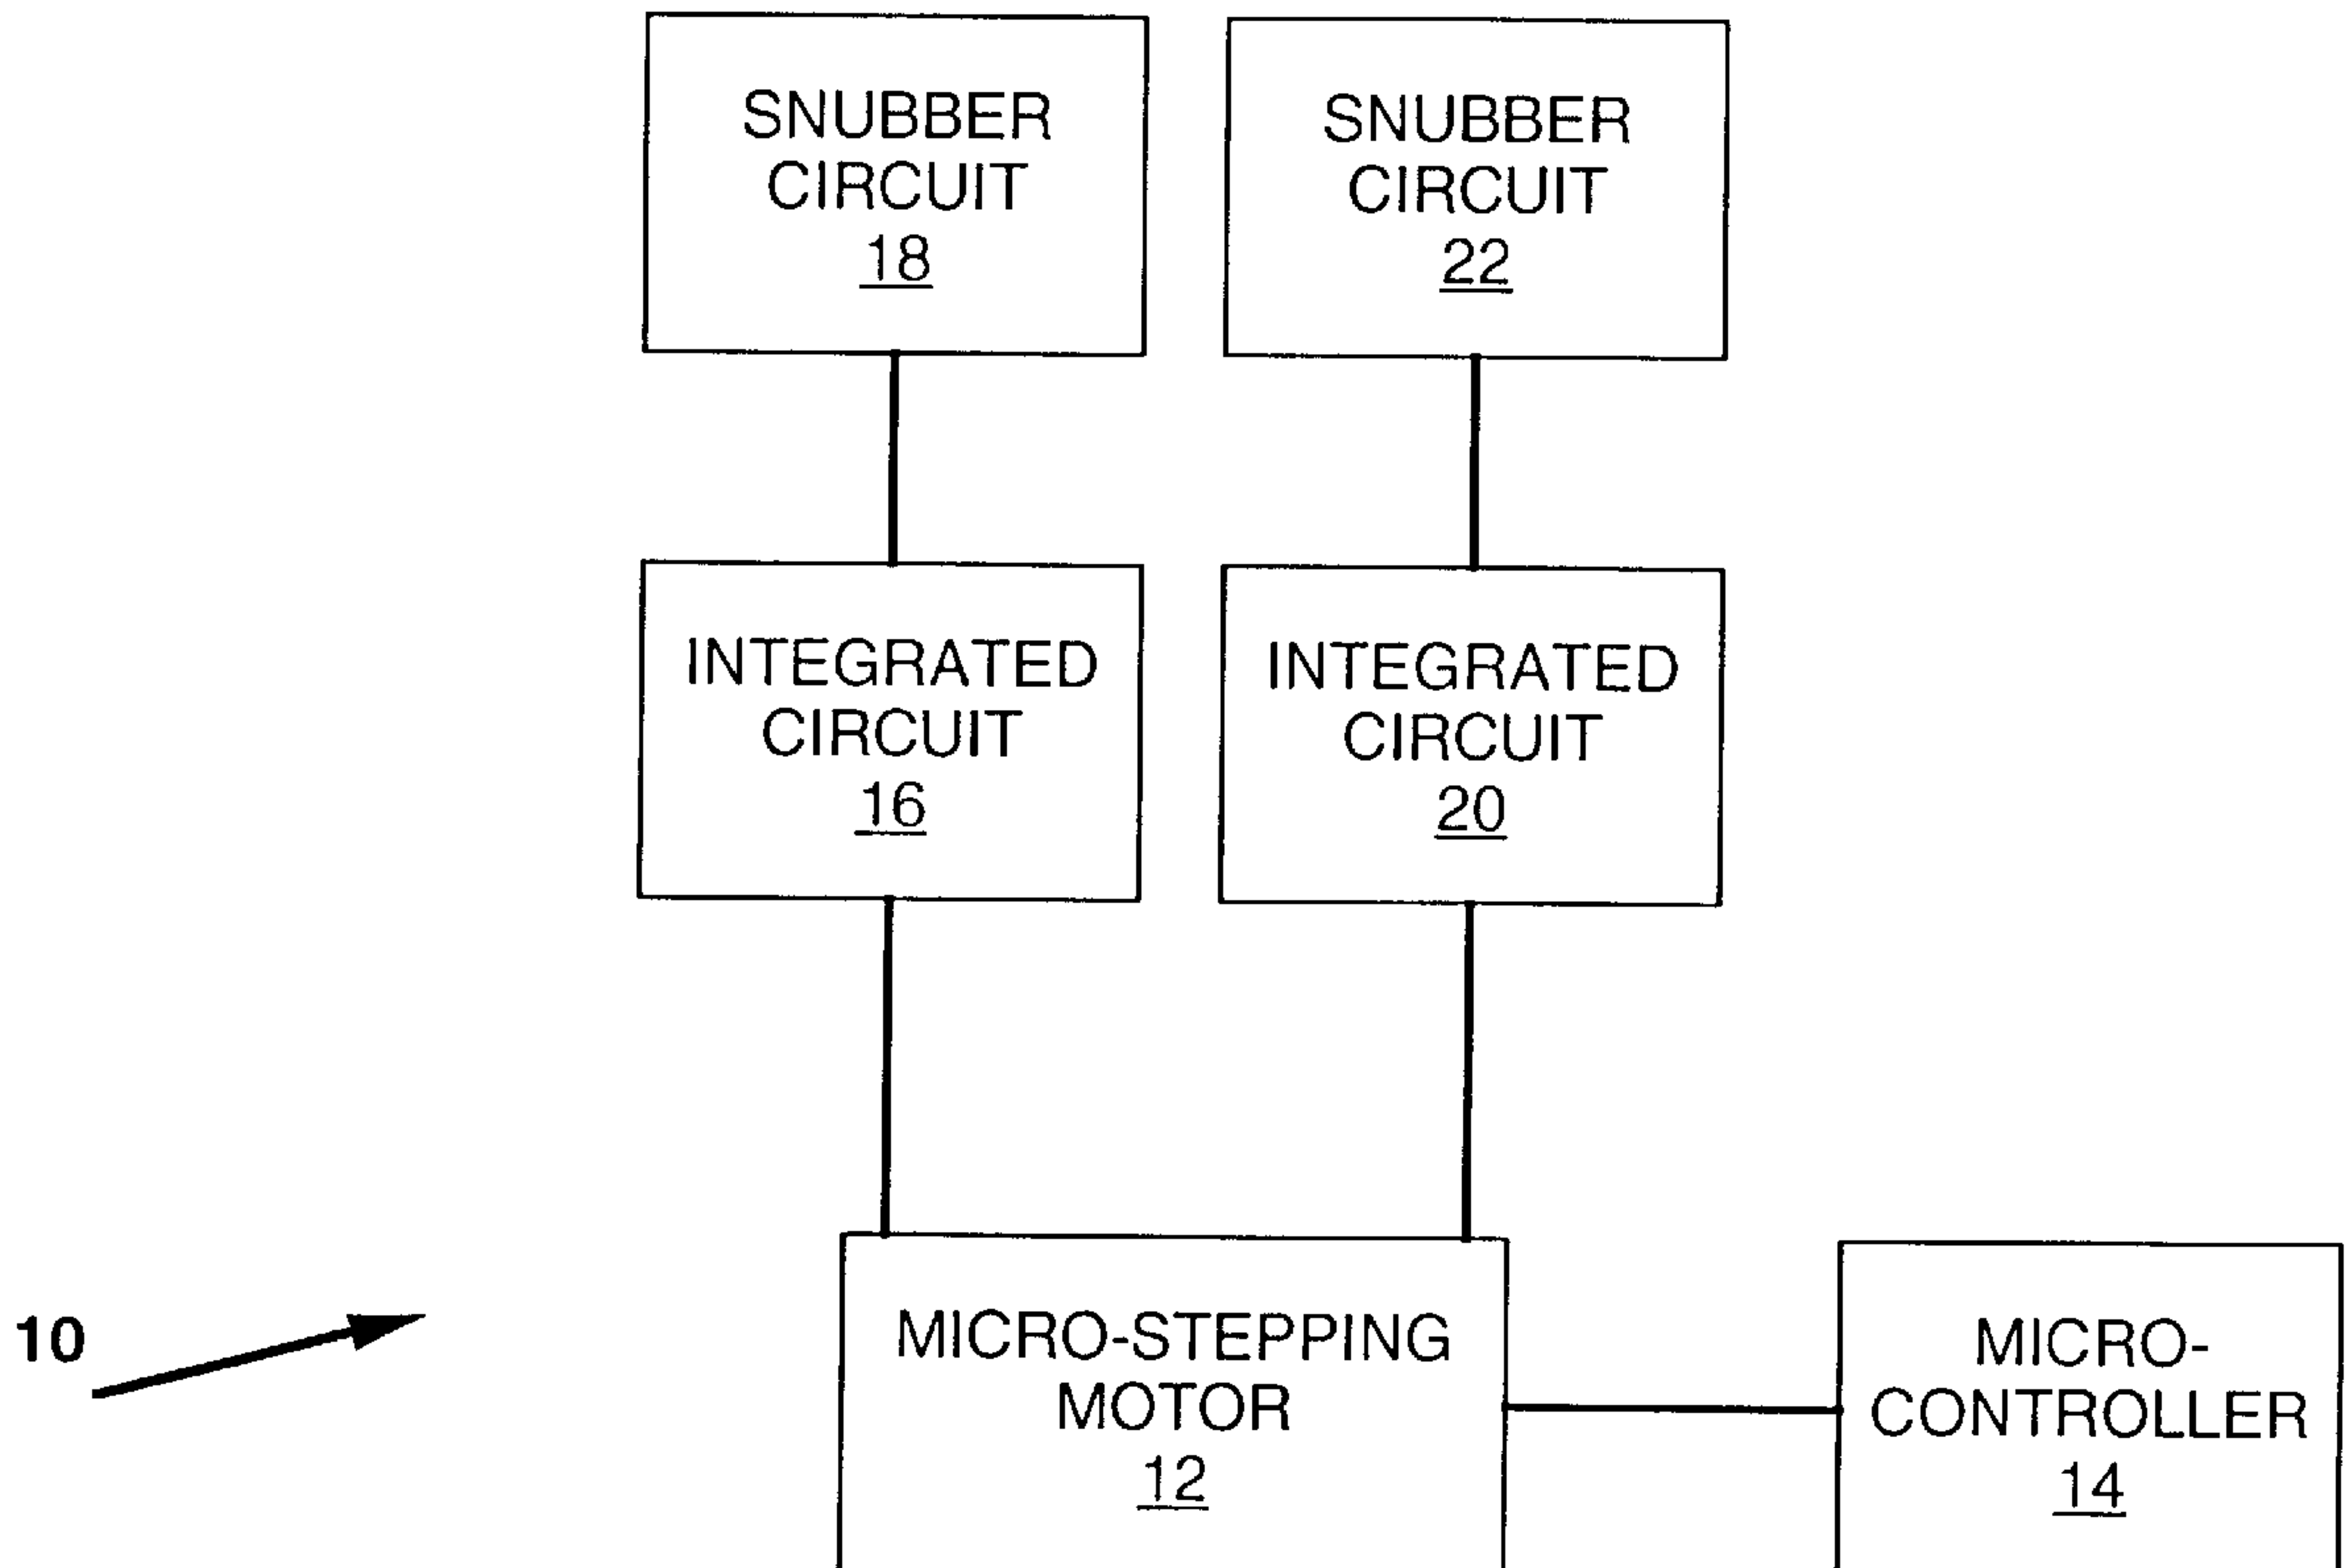 SNUBBER
CIRCUIT
18
SNUBBER
CIRCUIT
22
INTEGRATED
CIRCUIT
16
INTEGRATED
CIRCUIT
20
10
MICRO-STEPPING
MOTOR
12
MICRO-
CONTROLLER
14